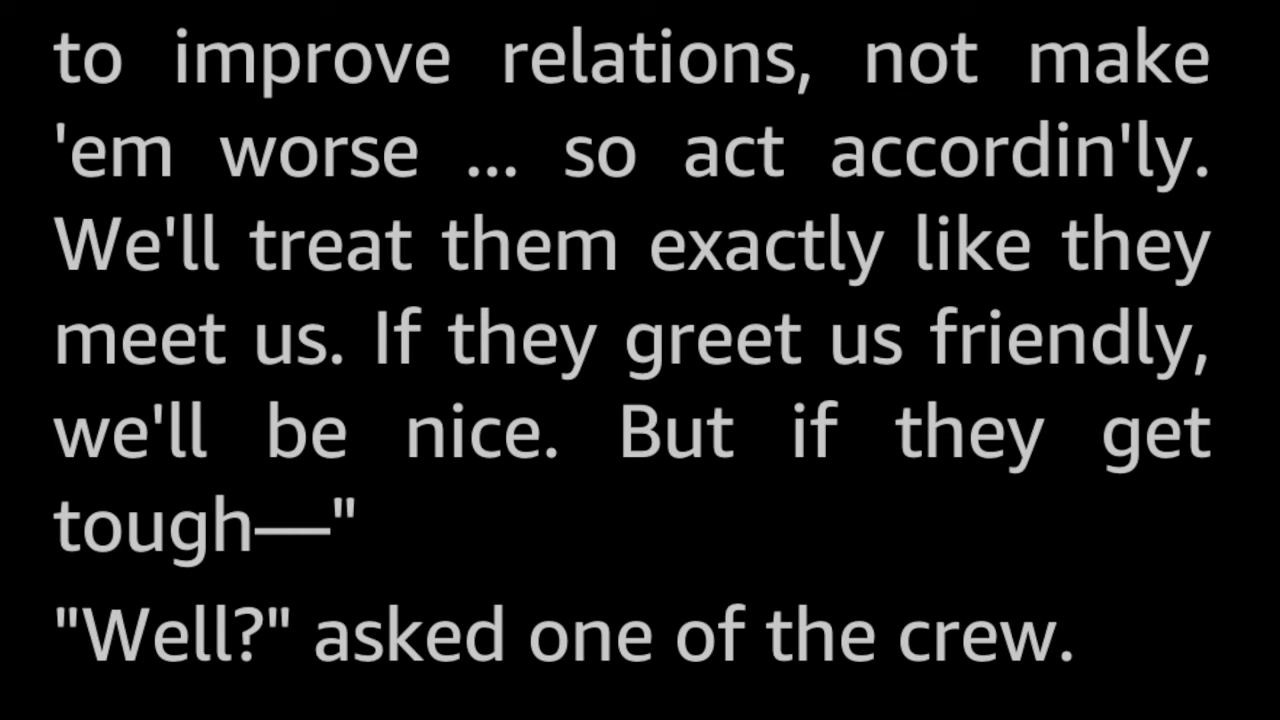 to improve relations, not make
'em worse ... so act accordin'ly.
We'll treat them exactly like they
meet us. If they greet us friendly,
we'll be nice. But if they get
tough—"
"Well?" asked one of the crew.